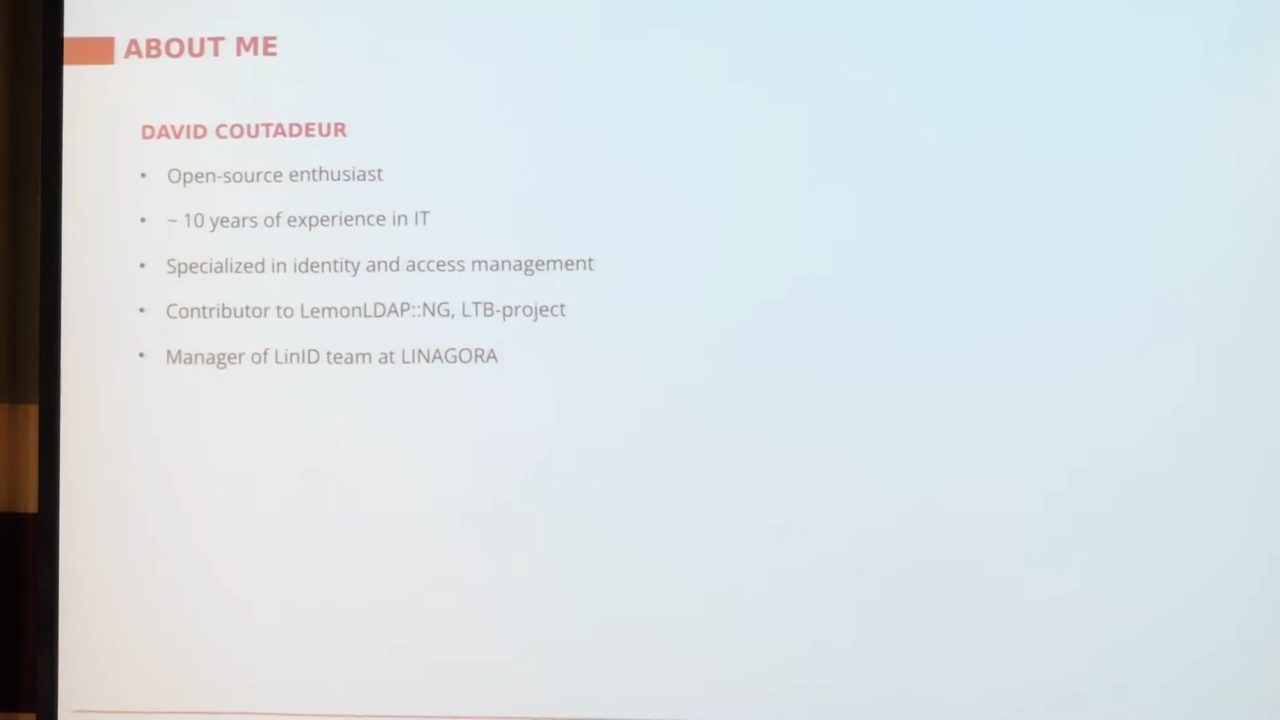 ABOUT ME
DAVID COUTADEUR
• Open-source enthusiast
• ~ 10 years of experience in IT
• Specialized in identity and access management
• Contributor to LemonLDAP::NG, LTB-project
• Manager of LinID team at LINAGORA